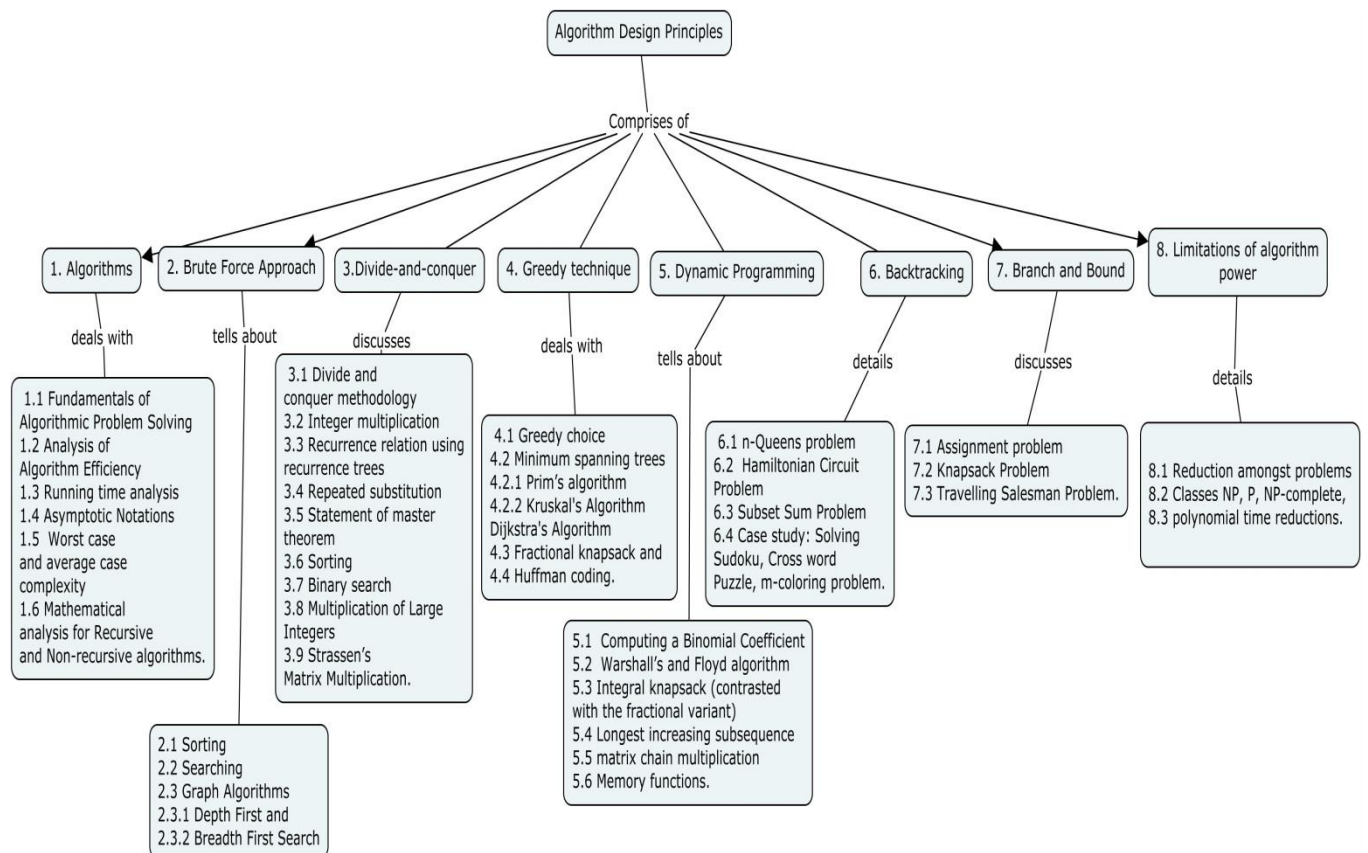 Algorithm Design Principles
Comprises of
1. Algorithms
2. Brute Force Approach
3.Divide-and-conquer
4. Greedy technique
5. Dynamic Programming
6. Backtracking
7. Branch and Bound
8. Limitations of algorithm
power
deals with
tells about
discusses
deals with
tells about
details
discusses
details
1.1 Fundamentals of
Algorithmic Problem Solving
1.2 Analysis of
Algorithm Efficiency
1.3 Running time analysis
1.4 Asymptotic Notations
1.5 Worst case
and average case
complexity
1.6 Mathematical
analysis for Recursive
and Non-recursive algorithms.
2.1 Sorting
2.2 Searching
2.3 Graph Algorithms
2.3.1 Depth First and
2.3.2 Breadth First Search
3.1 Divide and
conquer methodology
3.2 Integer multiplication
3.3 Recurrence relation using
recurrence trees
3.4 Repeated substitution
3.5 Statement of master
theorem
3.6 Sorting
3.7 Binary search
3.8 Multiplication of Large
Integers
3.9 Strassen’s
Matrix Multiplication.
4.1 Greedy choice
4.2 Minimum spanning trees
4.2.1 Prim’s algorithm
4.2.2 Kruskal's Algorithm
Dijkstra's Algorithm
4.3 Fractional knapsack and
4.4 Huffman coding.
5.1 Computing a Binomial Coefficient
5.2 Warshall’s and Floyd algorithm
5.3 Integral knapsack (contrasted
with the fractional variant)
5.4 Longest increasing subsequence
5.5 matrix chain multiplication
5.6 Memory functions.
6.1 n-Queens problem
6.2 Hamiltonian Circuit
Problem
6.3 Subset Sum Problem
6.4 Case study: Solving
Sudoku, Cross word
Puzzle, m-coloring problem.
7.1 Assignment problem
7.2 Knapsack Problem
7.3 Travelling Salesman Problem.
8.1 Reduction amongst problems
8.2 Classes NP, P, NP-complete,
8.3 polynomial time reductions.